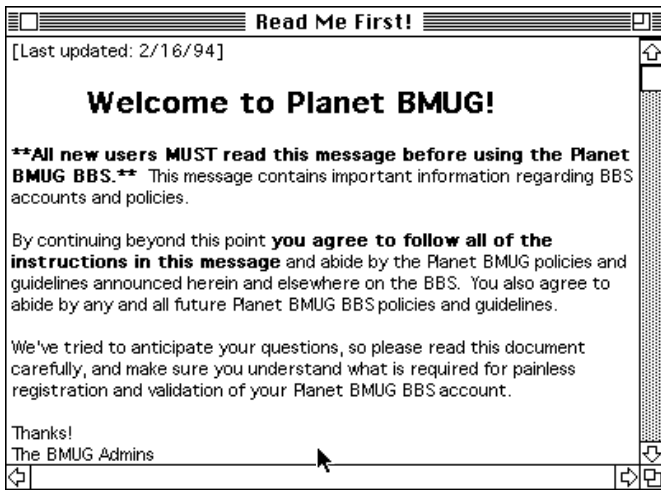 Read Me First!
[Last updated: 2/16/94]
Welcome to Planet BMUG!
**All new users MUST read this message before using the Planet
BMUG BBS.** This message contains important information regarding BBS
accounts and policies.
By continuing beyond this point you agree to follow all of the
instructions in this message and abide by the Planet BMUG policies and
guidelines announced herein and elsewhere on the BBS. You also agree to
abide by any and all future Planet BMUG BBS policies and guidelines.
We've tried to anticipate your questions, so please read this document
carefully, and make sure you understand what is required for painless
registration and validation of your Planet BMUG BBS account.
Thanks!
The BMUG Admins